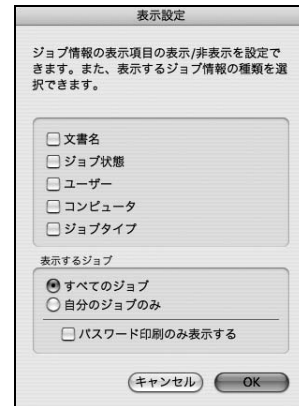 表示設定
ジョブ情報の表示項目の表示/非表示を設定で
きます。また、表示するジョブ情報の種類を選
択できます。
文書名
ジョブ状態
ユーザー
コンピュータ
ジョブタイプ
表示するジョブ
すべてのジョブ
自分のジョブのみ
パスワード印刷のみ表示する
キャンセル OK